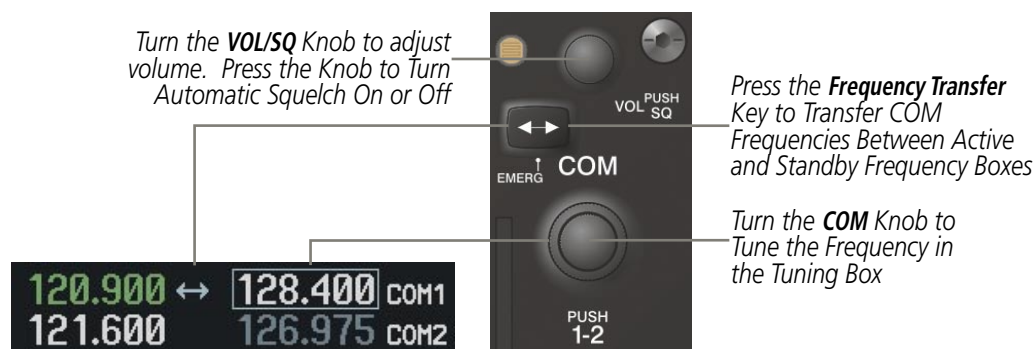 Turn the VOL/SQ Knob to adjust
volume.  Press the Knob to Turn
Automatic Squelch On or Off
VOL PUSH
SQ
Press the Frequency Transfer
Key to Transfer COM
Frequencies Between Active
and Standby Frequency Boxes
EMERG
COM
Turn the COM Knob to
Tune the Frequency in
the Tuning Box
120.900 ↔ 128.400 COM1
121.600 126.975 COM2
PUSH
1-2